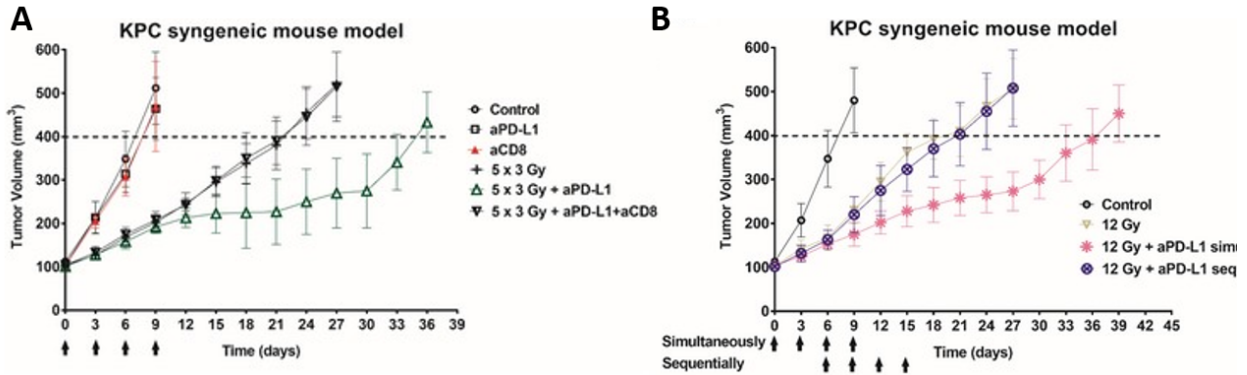 A
KPC syngeneic mouse model
Tumor Volume (mm3)
600
500
400
300
200
100
0
0 3 6 9 12 15 18 21 24 27 30 33 36 39
Time (days)
Control
aPD-L1
aCD8
5 x 3 Gy
5 x 3 Gy + aPD-L1
5 x 3 Gy + aPD-L1+aCD8
B
KPC syngeneic mouse model
Tumor Volume (mm3)
600
500
400
300
200
100
0
0 3 6 9 12 15 18 21 24 27 30 33 36 39 42 45
Simultaneously
Sequentially
Time (days)
Control
12 Gy
12 Gy + aPD-L1 simu
12 Gy + aPD-L1 seq